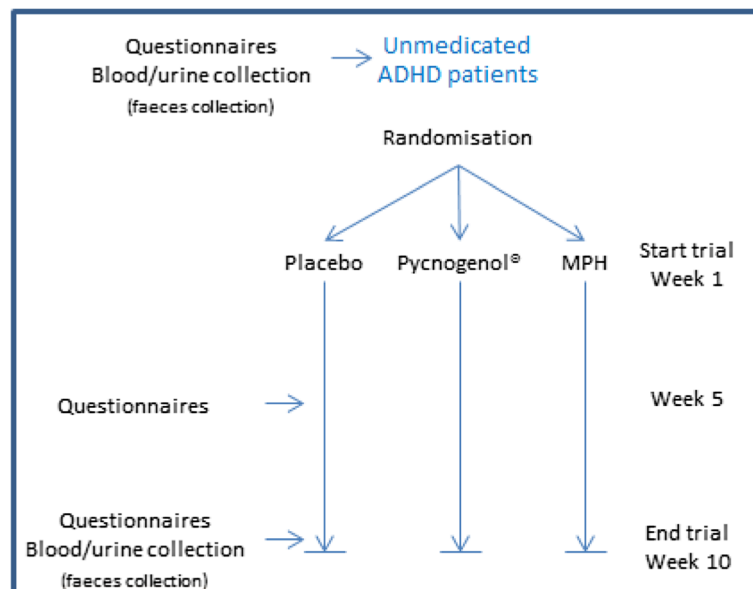 Questionnaires
Blood/urine collection
(faeces collection)
Unmedicated
ADHD patients
Randomisation
Placebo
Pycnogenol®
MPH
Start trial
Week 1
Questionnaires
Week 5
Questionnaires
Blood/urine collection
(faeces collection)
End trial
Week 10